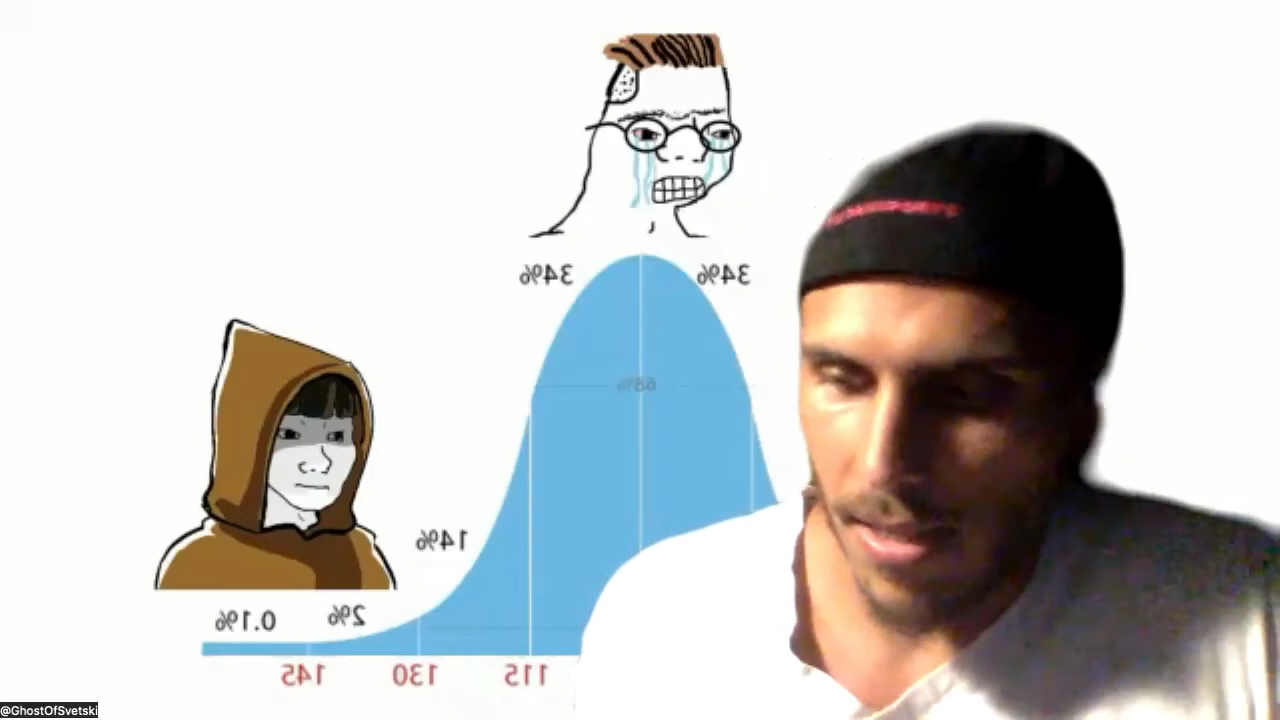 34% 34%
68%
14%
0.1% 2%
145 130 115
@GhostOfSvetski